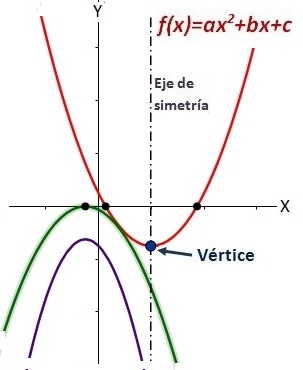 Y
f(x)=ax²+bx+c
Eje de
simetría
X
Vértice